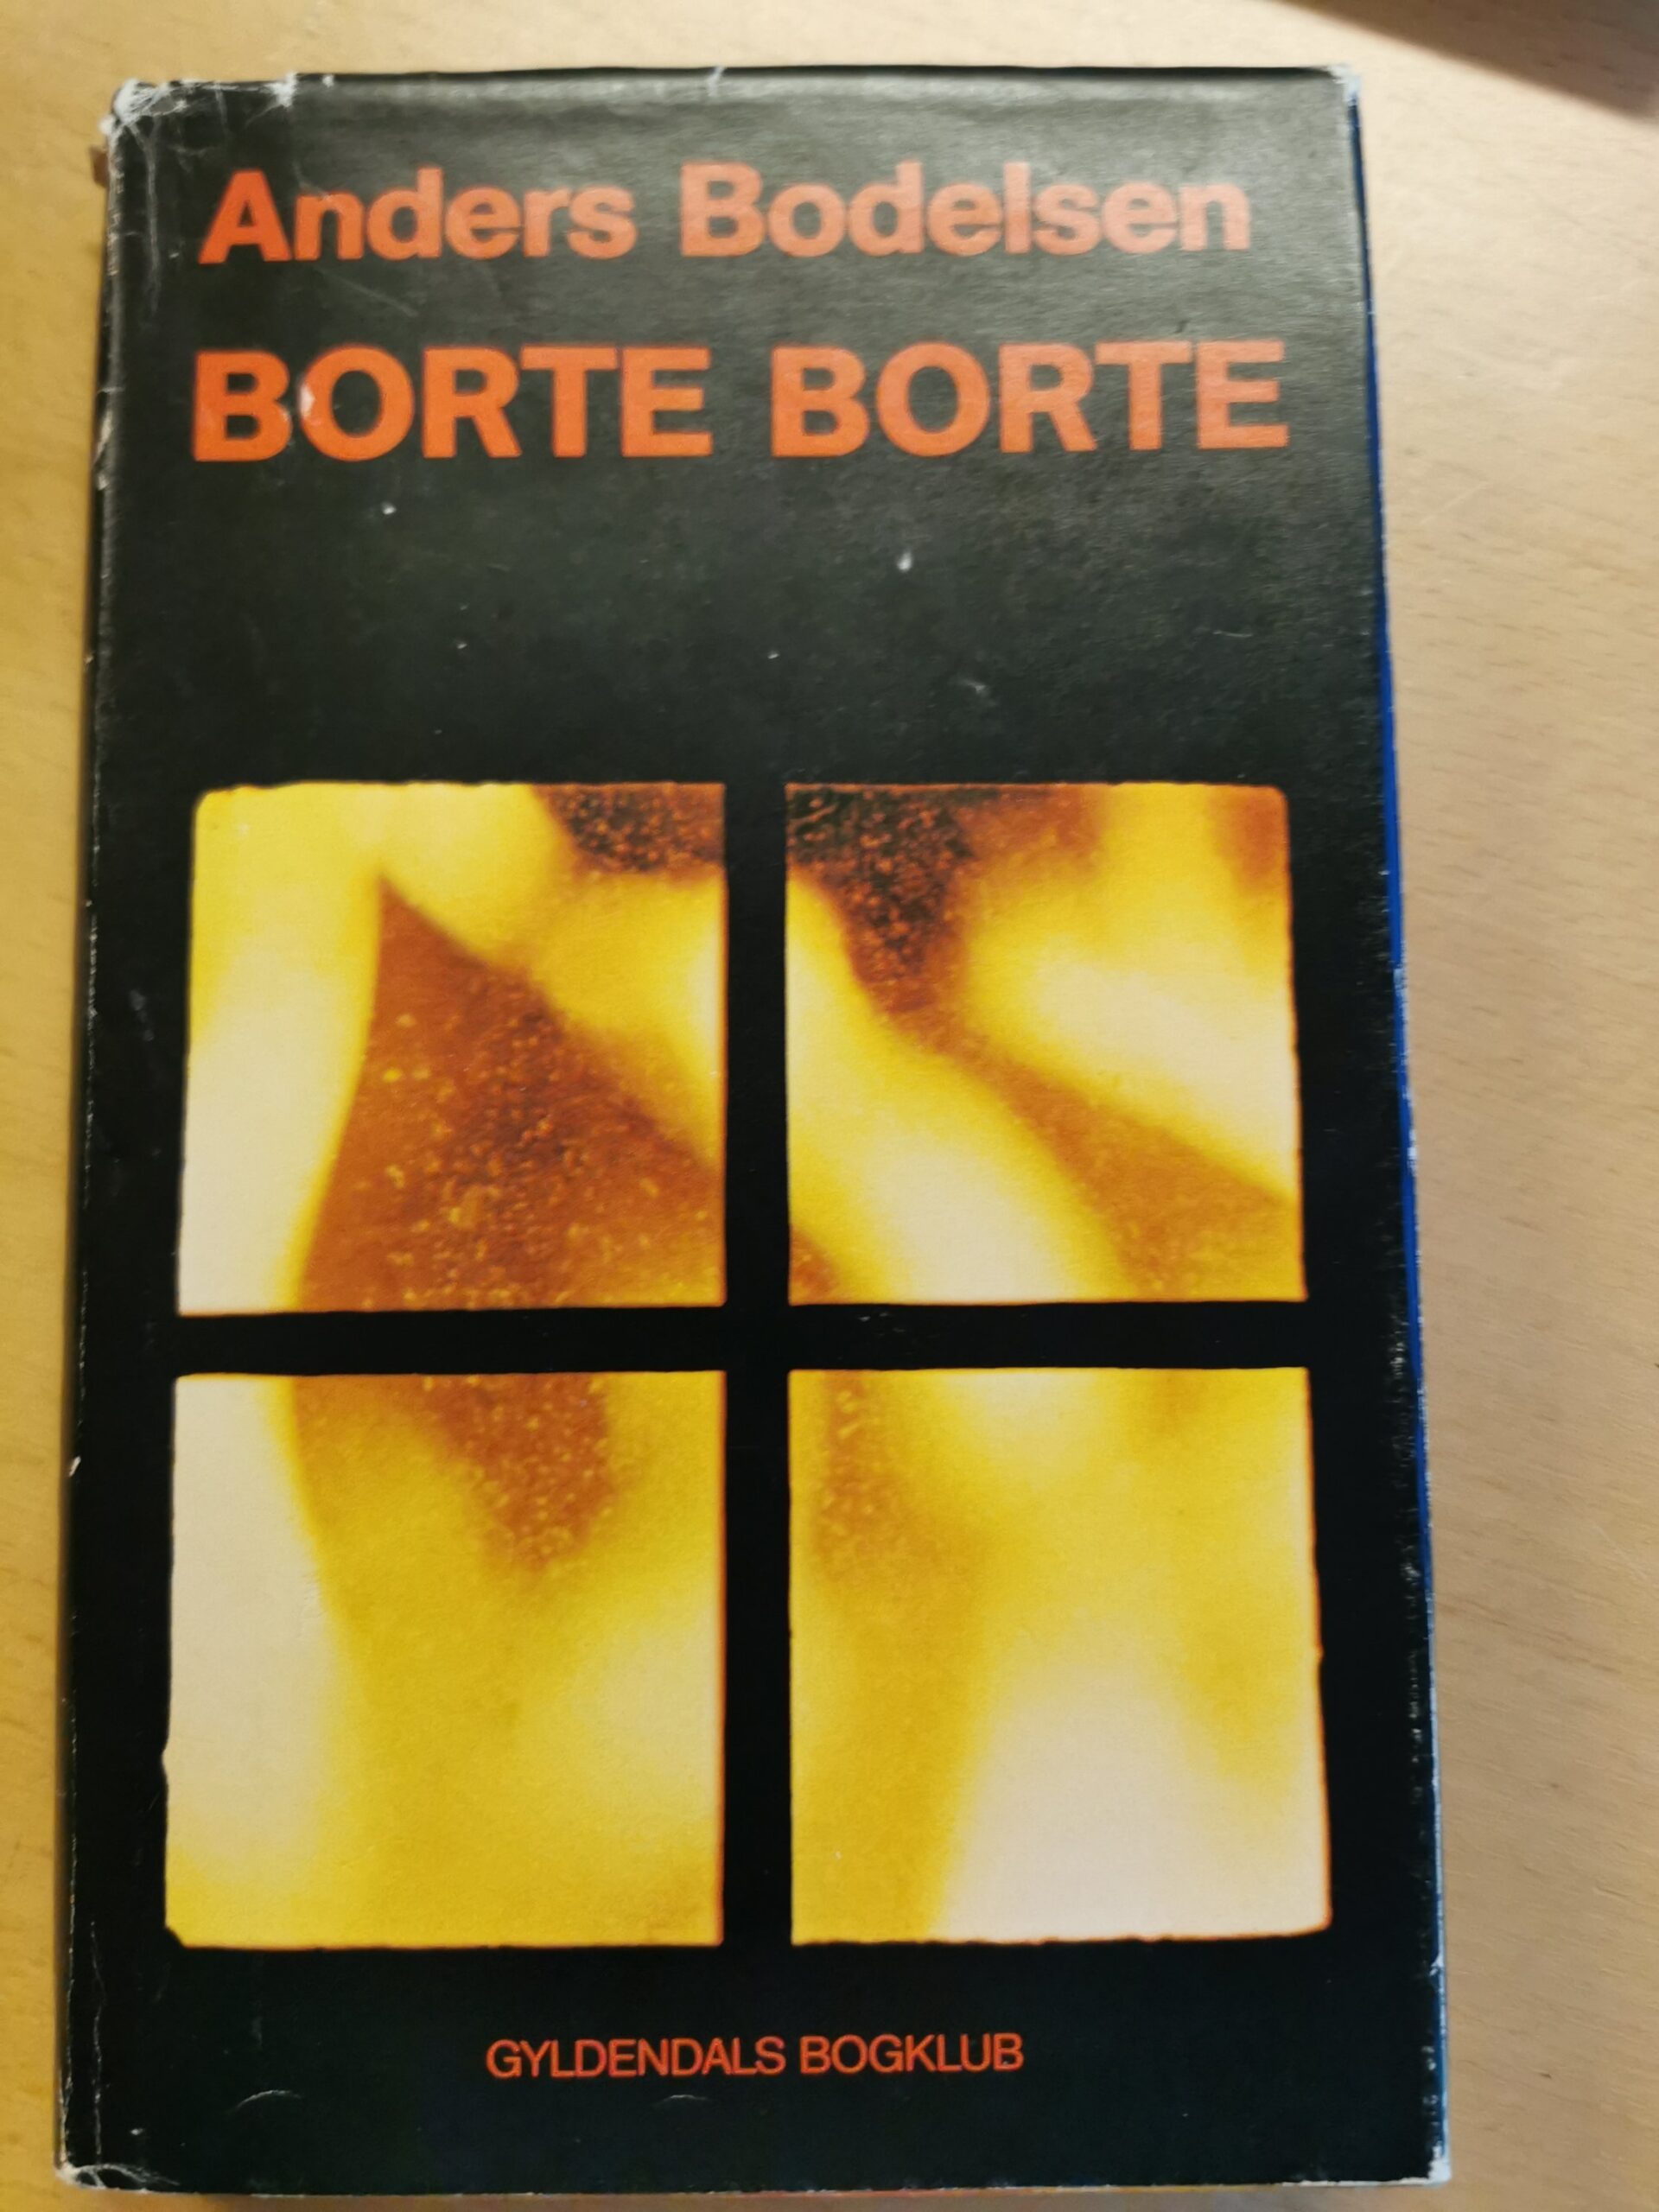 Anders Bodelsen
BORTE BORTE
GYLDENDALS BOGKLUB